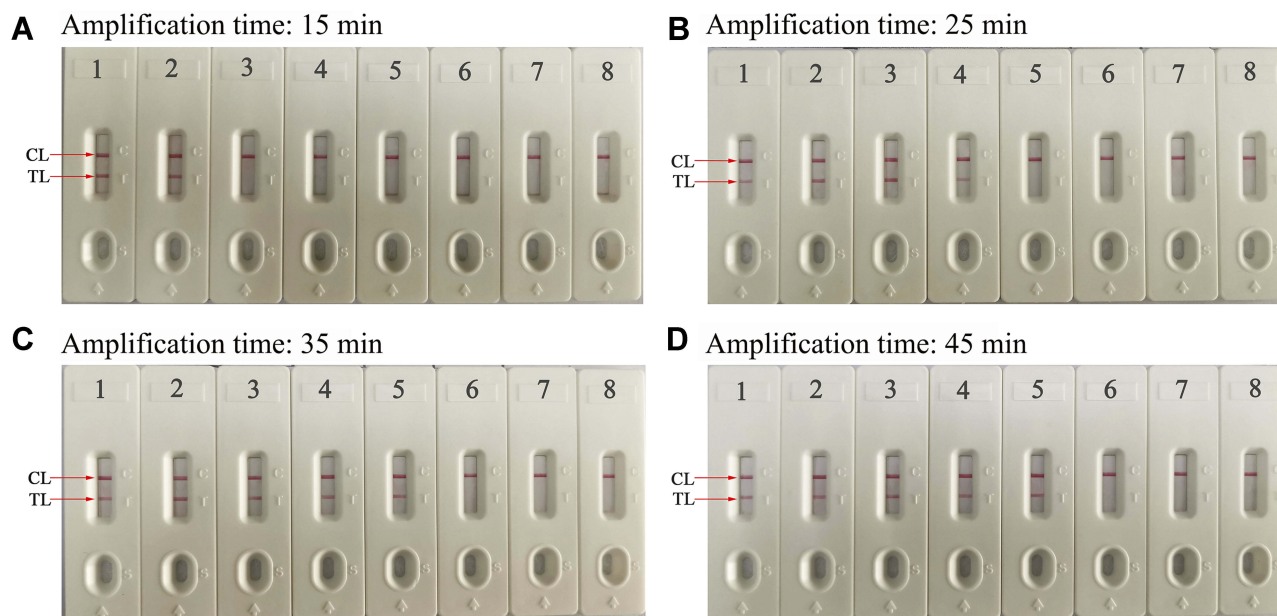 A Amplification time: 15 min
1 2 3 4 5 6 7 8
CL C C C C C C C C
TL T T T T T T T T
S S S S S S S S
B Amplification time: 25 min
1 2 3 4 5 6 7 8
CL C C C C C C C
TL T T T T T T T
S S S S S S S S
C Amplification time: 35 min
1 2 3 4 5 6 7 8
CL C C C C C C C C
TL T T T T T T T T
S S S S S S S S
D Amplification time: 45 min
1 2 3 4 5 6 7 8
CL C C C C C C C
TL T T T T T T T
S S S S S S S S